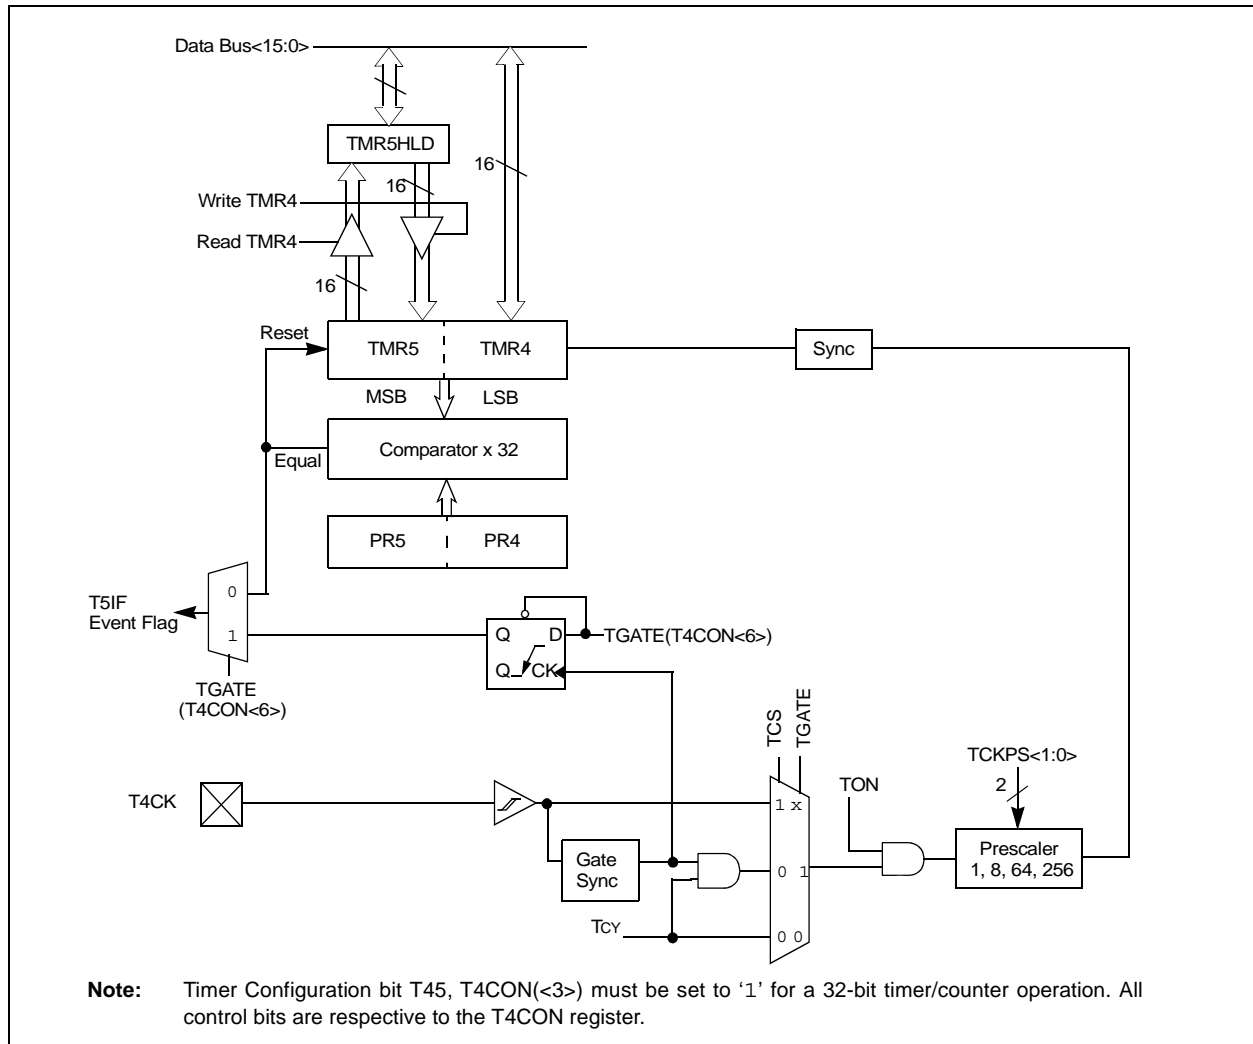 Data Bus<15:0>
TMR5HLD
16
16
Write TMR4
Read TMR4
16
Reset
TMR5
TMR4
Sync
MSB
LSB
Equal
Comparator x 32
PR5
PR4
0
T5IF
Event Flag
1
Q
D
TGATE(T4CON<6>)
Q
CK
TGATE
(T4CON<6>)
TCS
TGATE
TCKPS<1:0>
2
T4CK
1 x
TON
Gate
Sync
0 1
Prescaler
1, 8, 64, 256
TCY
0 0
Note: Timer Configuration bit T45, T4CON(<3>) must be set to ‘1’ for a 32-bit timer/counter operation. All
control bits are respective to the T4CON register.